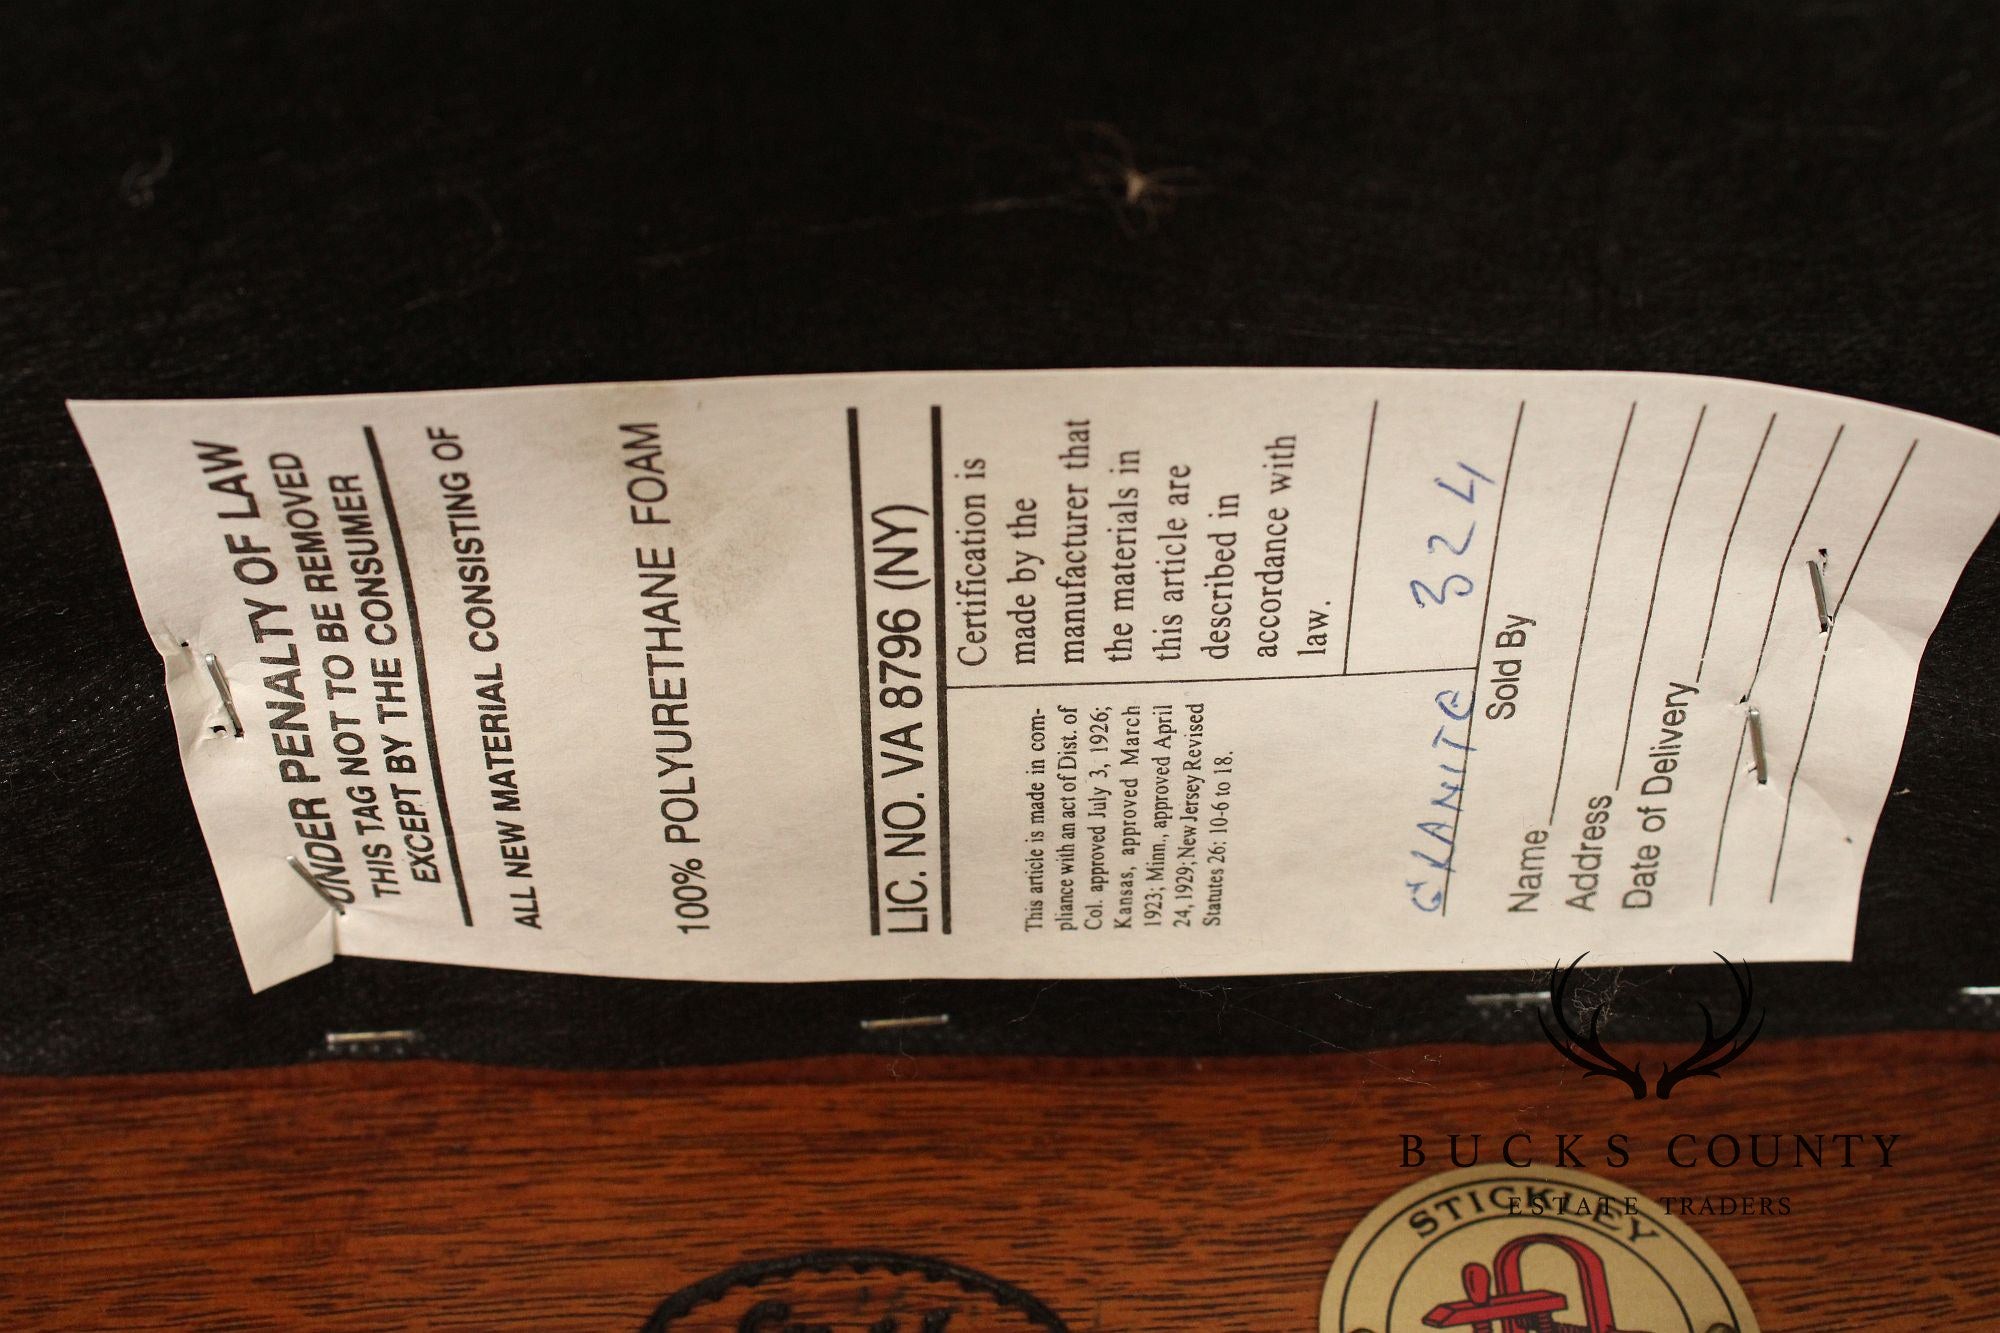 UNDER PENALTY OF LAW
THIS TAG NOT TO BE REMOVED
EXCEPT BY THE CONSUMER
ALL NEW MATERIAL CONSISTING OF
100% POLYURETHANE FOAM
LIC. NO. VA 8796 (NY)
This article is made in com-
pliance with an act of Dist. of
Col. approved July 3, 1926;
Kansas, approved March
1923; Minn., approved April
24, 1929; New Jersey Revised
Statutes 26: 10-6 to 18.
Certification is
made by the
manufacturer that
the materials in
this article are
described in
accordance with
law.
GRANITE 324
Sold By
Name
Address
Date of Delivery
BUCKS COUNTY
ESTATE TRADERS
STICKLEY